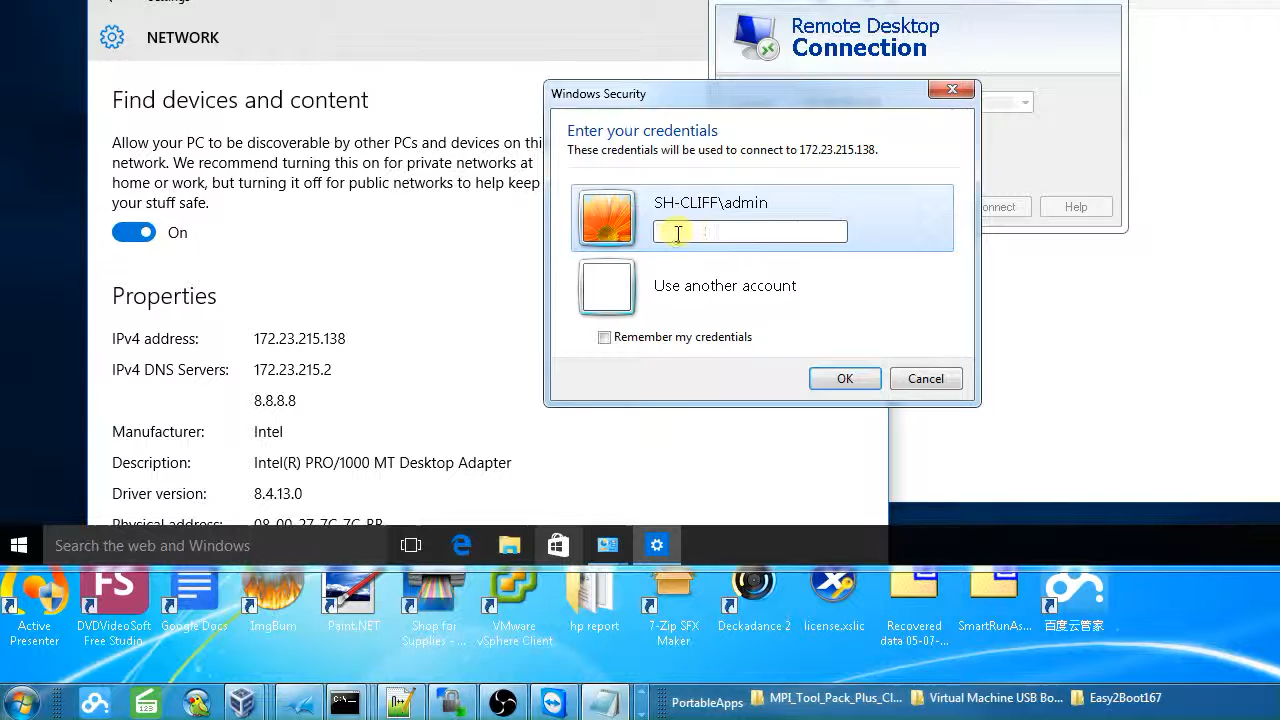 NETWORK
Find devices and content
Allow your PC to be discoverable by other PCs and devices on thi
network. We recommend turning this on for private networks at
home or work, but turning it off for public networks to help keep
your stuff safe.
On
Properties
IPv4 address: 172.23.215.138
IPv4 DNS Servers: 172.23.215.2
8.8.8.8
Manufacturer: Intel
Description: Intel(R) PRO/1000 MT Desktop Adapter
Driver version: 8.4.13.0
Remote Desktop
Connection
Help
Windows Security
Enter your credentials
These credentials will be used to connect to 172.23.215.138.
SH-CLIFF\admin
Use another account
Remember my credentials
OK
Cancel
Search the web and Windows
Active
Presenter
FS
DVDVideoSoft
Free Studio
Google Docs
ImgBurn
Paint.NET
Shop for
Supplies - ...
VMware
vSphere Client
hp report
7-Zip SFX
Maker
Deckadance 2
license.xslic
Recovered
data 05-07-...
SmartRunAs...
百度云管家
123
PortableApps
MPI_Tool_Pack_Plus_Cl...
Virtual Machine USB Bo...
Easy2Boot167